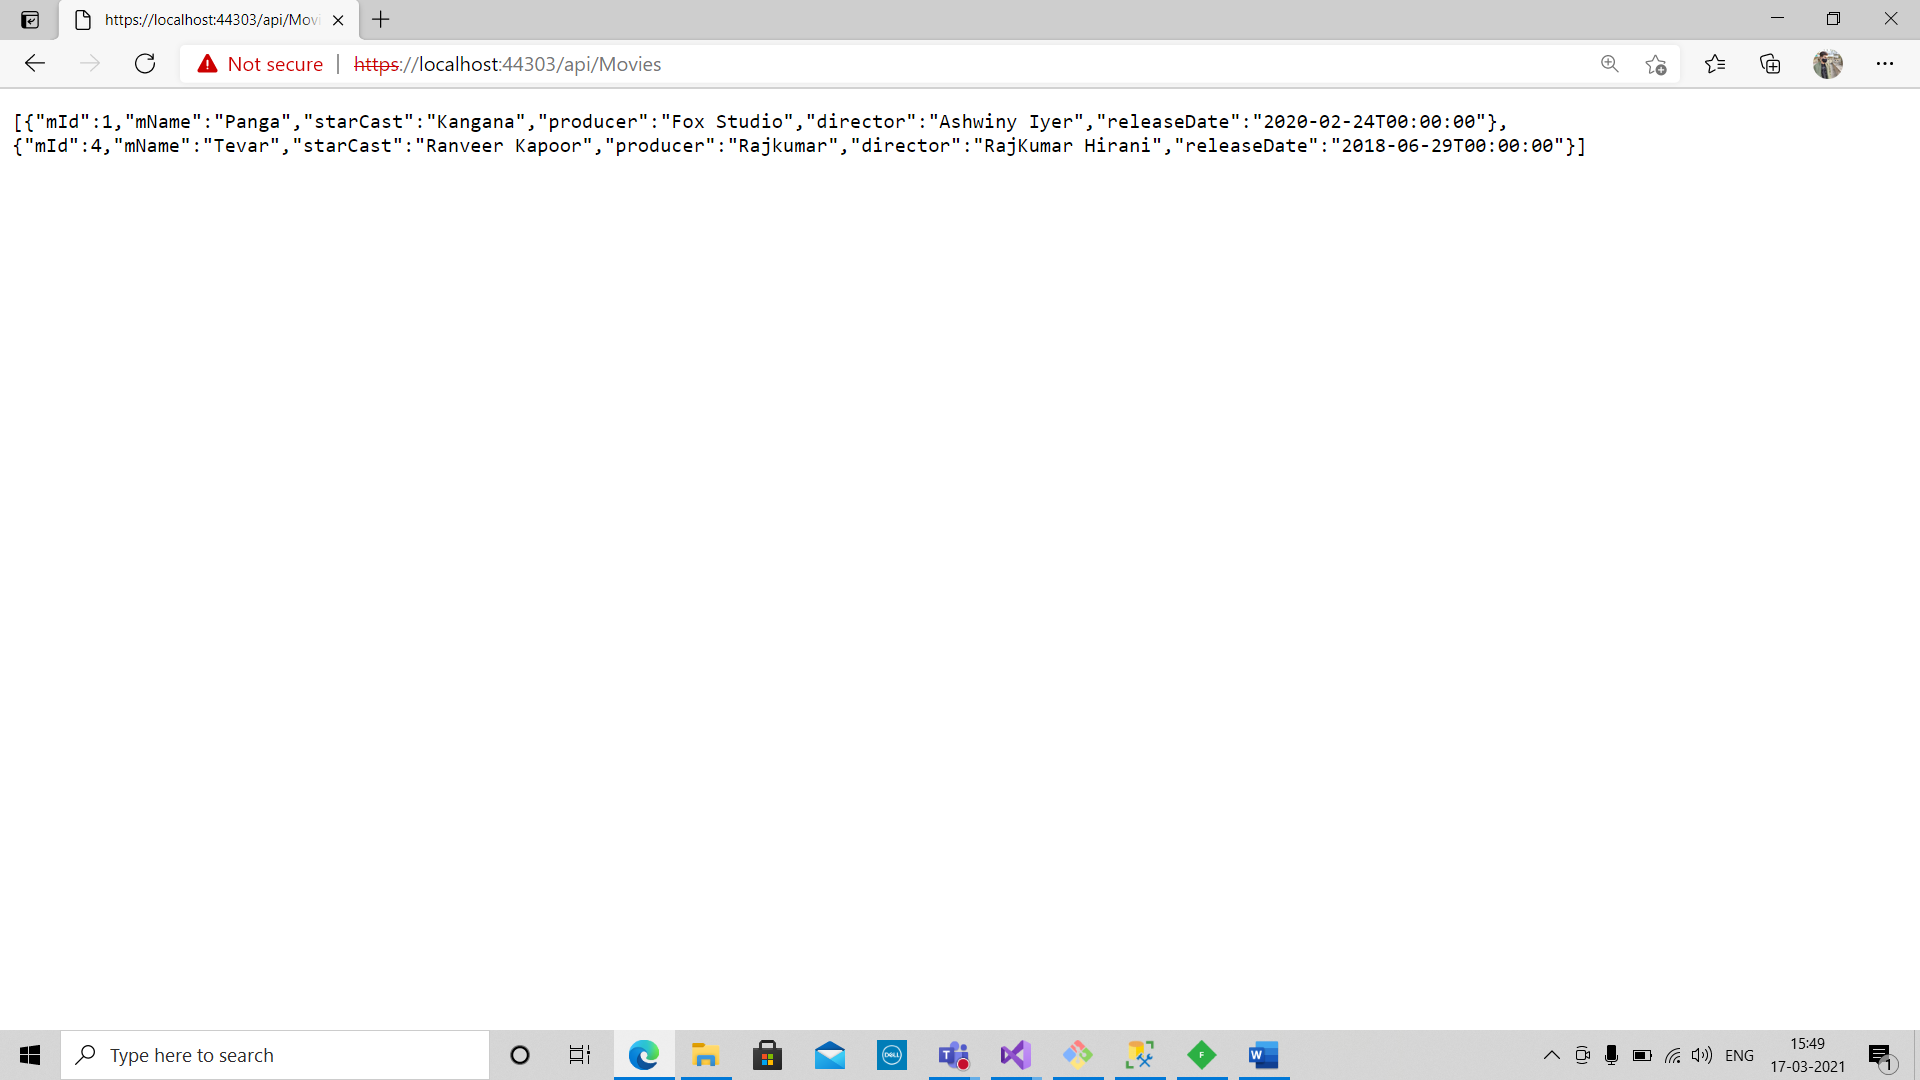 https://localhost:44303/api/Movi
Not secure | https://localhost:44303/api/Movies
[{"mId":1,"mName":"Panga","starCast":"Kangana","producer":"Fox Studio","director":"Ashwiny Iyer","releaseDate":"2020-02-24T00:00:00"},
{"mId":4,"mName":"Tevar","starCast":"Ranveer Kapoor","producer":"Rajkumar","director":"RajKumar Hirani","releaseDate":"2018-06-29T00:00:00"}]
Type here to search
DELL
T
F
W
ENG
15:49
17-03-2021
1